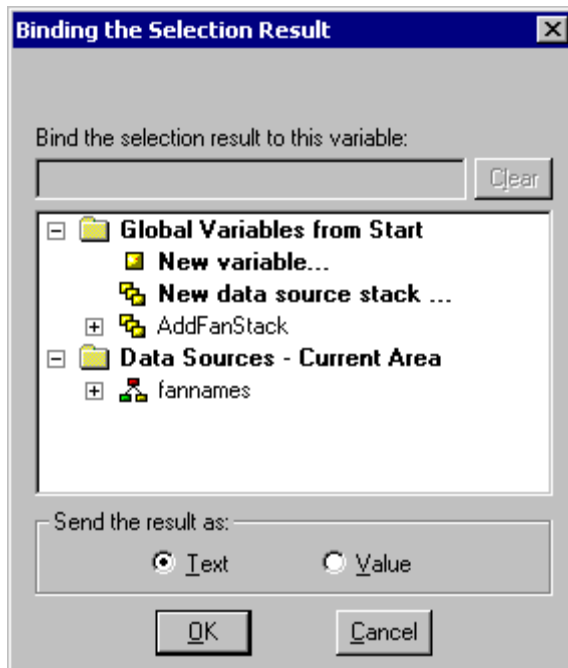 Binding the Selection Result
Bind the selection result to this variable:
Clear
Global Variables from Start
New variable...
New data source stack ...
AddFanStack
Data Sources - Current Area
fannames
Send the result as:
Text Value
OK Cancel